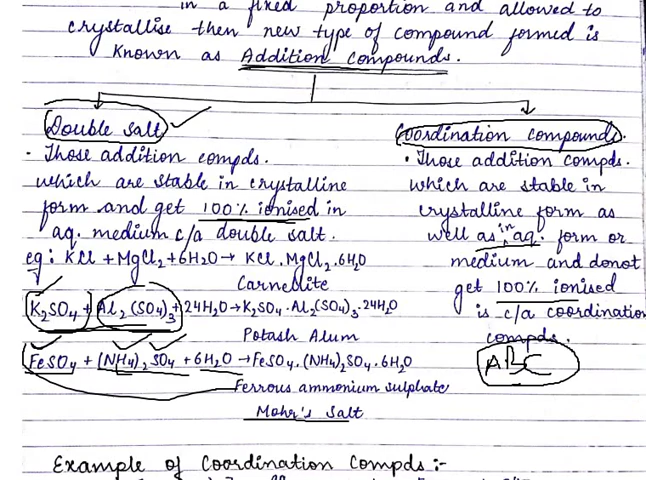 in a fixed proportion and allowed to
crystallise then new type of compound formed is
known as Addition Compounds.
Double Salt
· Those addition compds.
which are stable in crystalline
form and get 100% ionised in
aq. medium c/a double salt.
eg: KCl + MgCl2 + 6H2O → KCl.MgCl2.6H2O
Carnellite
K2SO4 + Al2(SO4)3 + 24H2O → K2SO4.Al2(SO4)3.24H2O
Potash Alum
FeSO4 + (NH4)2SO4 + 6H2O → FeSO4.(NH4)2SO4.6H2O
Ferrous ammonium sulphate
Mohr's Salt
Coordination compounds.
· Those addition compds.
which are stable in
crystalline form as
well as in aq. form or
medium and donot
get 100% ionised
is c/a coordination
compds.
ABC
Example of Coordination Compds:-